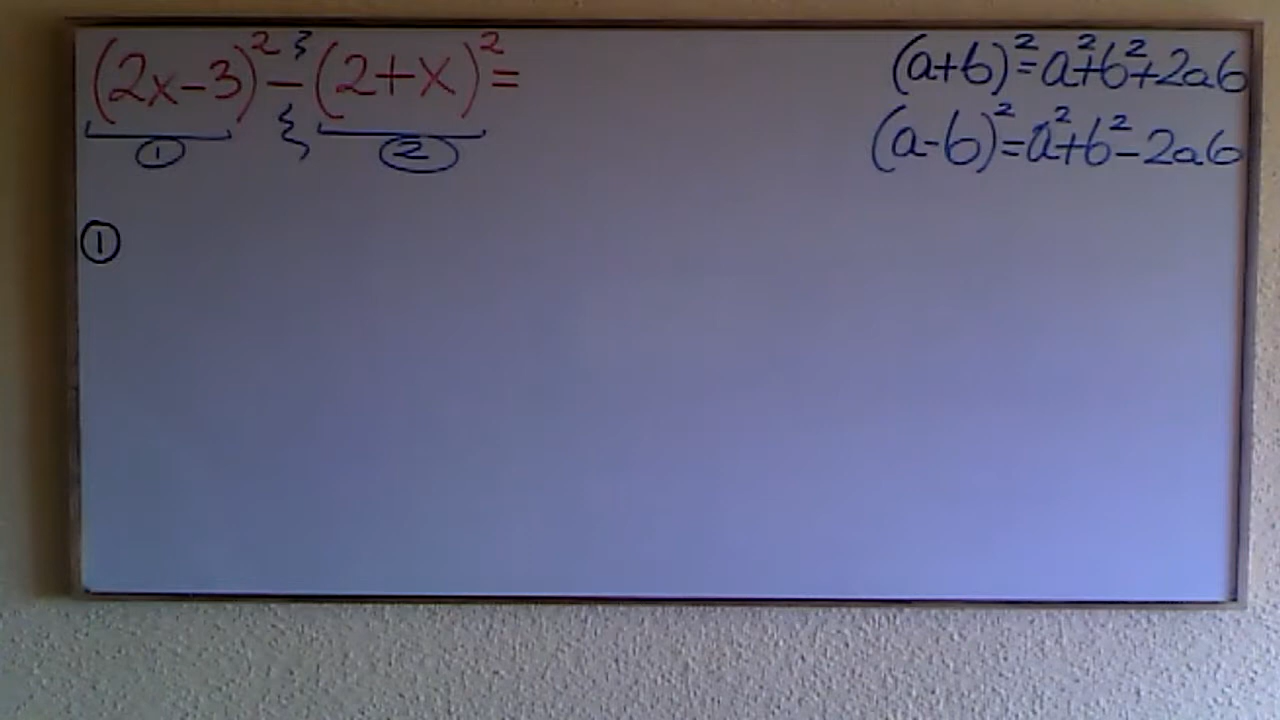 (2x-3)²-(2+x)²=
① ②
(a+b)²=a²+b²+2ab
(a-b)²=a²+b²-2ab
①